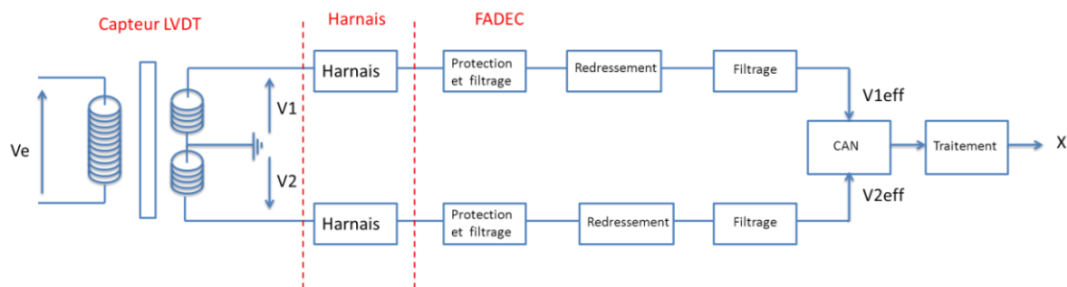 Capteur LVDT
Harnais
FADEC
Ve
V1
V2
Harnais
Protection
et filtrage
Redressement
Filtrage
V1eff
CAN
Traitement
X
V2eff
Harnais
Protection
et filtrage
Redressement
Filtrage